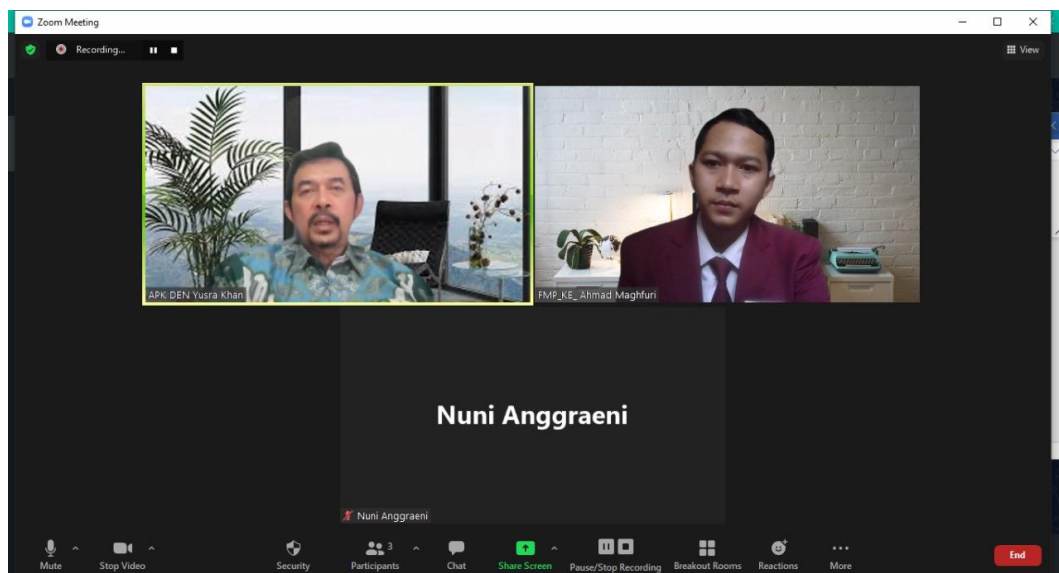 Zoom Meeting
Recording...
View
APK DEN Yusra Khan
FMP_KE_ Ahmad Maghfuri
Nuni Anggraeni
Nuni Anggraeni
Mute
Stop Video
Security
Participants
3
Chat
Share Screen
Pause/Stop Recording
Breakout Rooms
Reactions
More
End